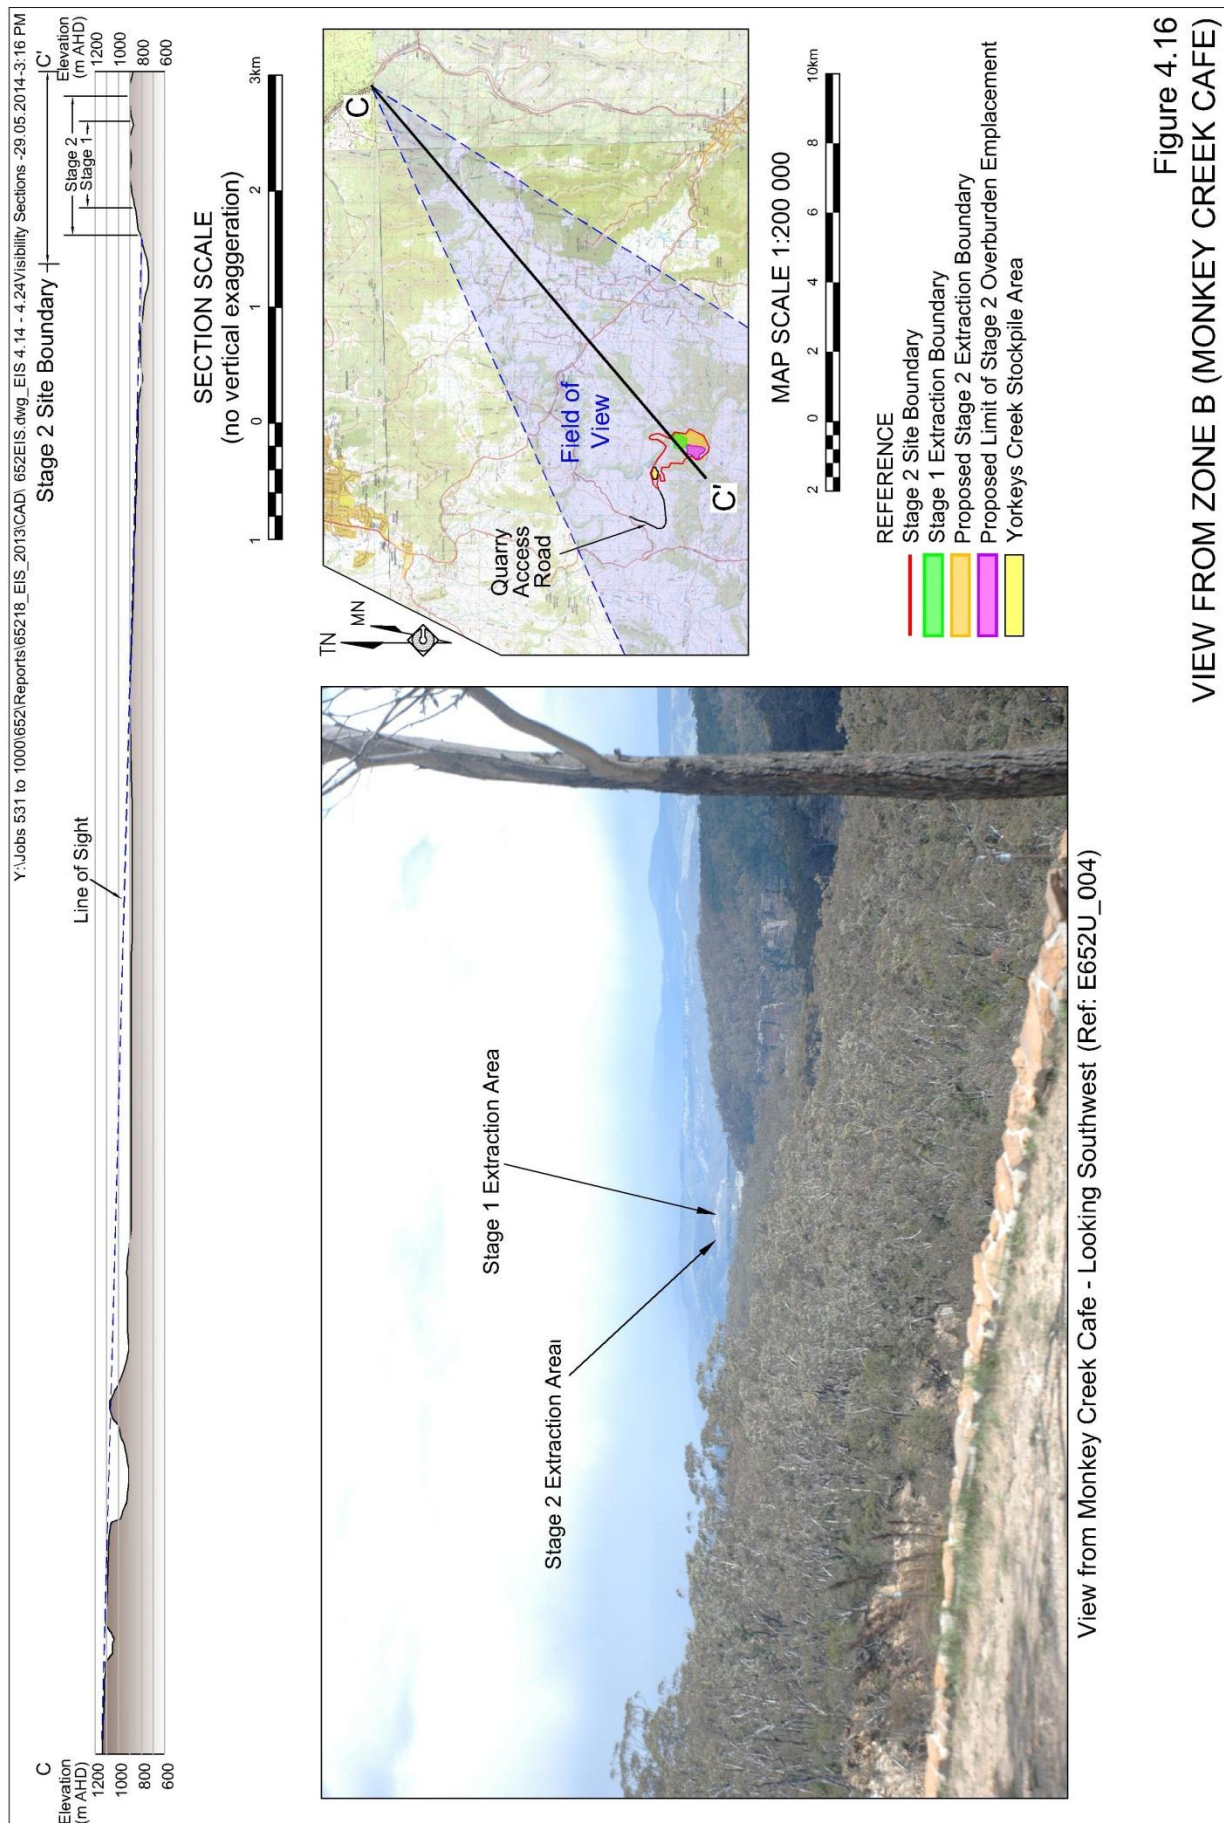 Y:\Jobs 531 to 1000\652\Reports\65218_EIS_2013\CAD\ 652EIS.dwg_EIS 4.14 - 4.24Visibility Sections -29.05.2014-3:16 PM
C
Elevation
(m AHD)
1200
1000
800
600
Line of Sight
Stage 2 Site Boundary
Stage 2
Stage 1
C'
Elevation
(m AHD)
1200
1000
800
600
SECTION SCALE
(no vertical exaggeration)
1
0
1
2
3km
Stage 2 Extraction Area
Stage 1 Extraction Area
View from Monkey Creek Cafe - Looking Southwest (Ref: E652U_004)
TN
MN
Quarry
Access
Road
Field of
View
C
C'
MAP SCALE 1:200 000
2
0
2
4
6
8
10km
REFERENCE
Stage 2 Site Boundary
Stage 1 Extraction Boundary
Proposed Stage 2 Extraction Boundary
Proposed Limit of Stage 2 Overburden Emplacement
Yorkeys Creek Stockpile Area
Figure 4.16
VIEW FROM ZONE B (MONKEY CREEK CAFE)